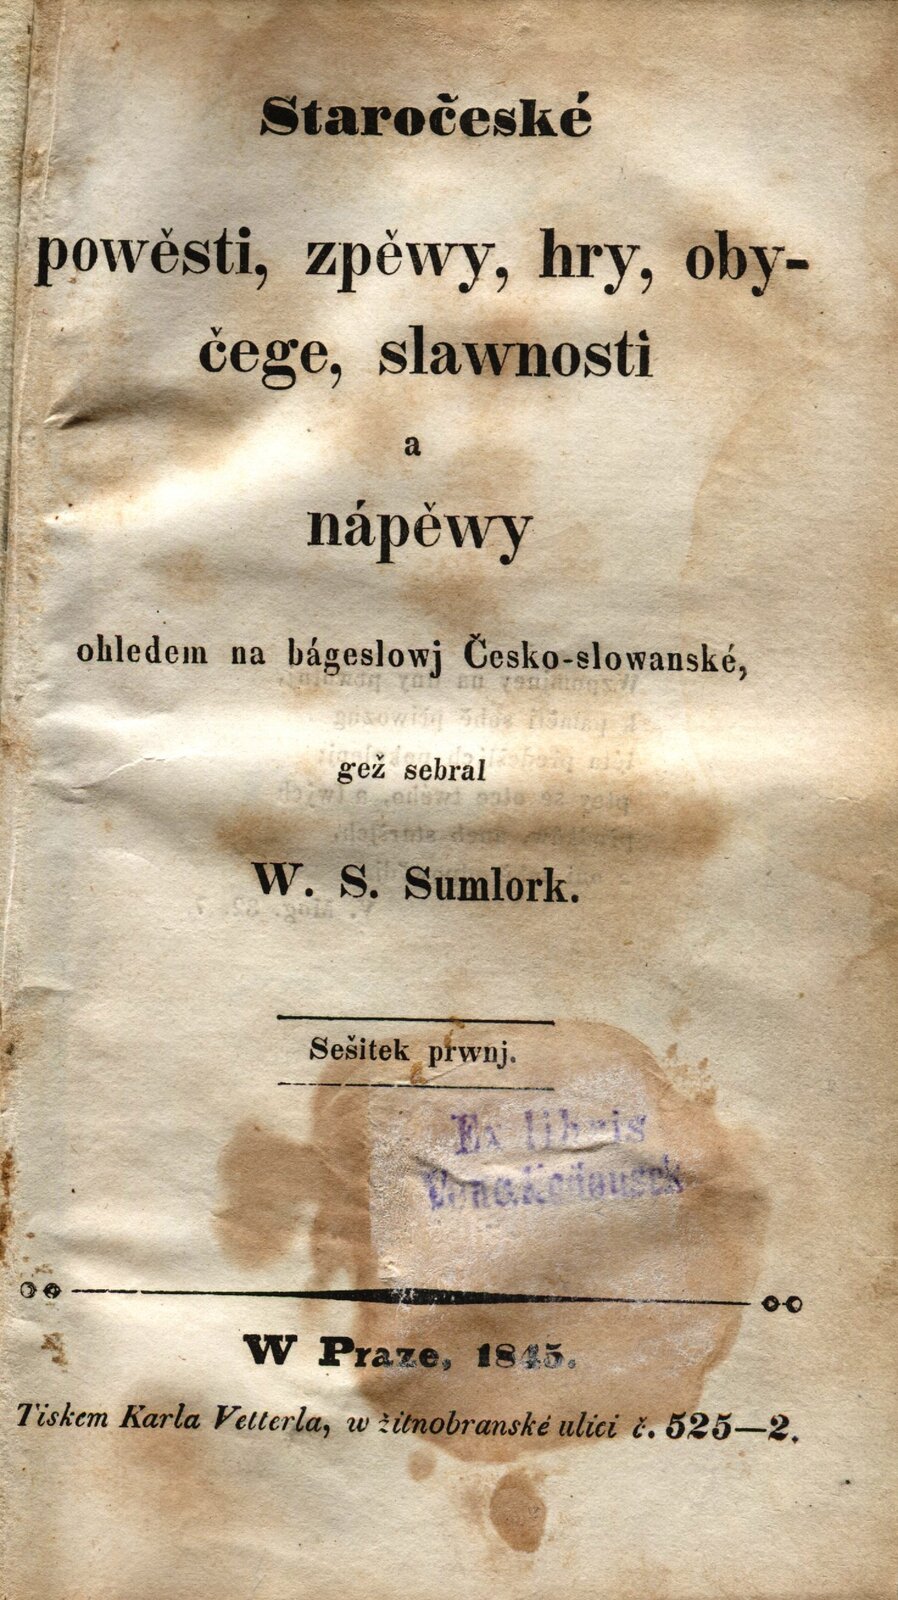 Staročeské
powěsti, zpěwy, hry, oby-
čege, slawnosti
a
nápěwy
ohledem na bágeslowj Česko-slowanské,
gež sebral
W. S. Sumlork.
Sešitek prwnj.
Ex libris
W Praze, 1845.
Tiskem Karla Vetterla, w žitnobranské ulici č. 525—2.